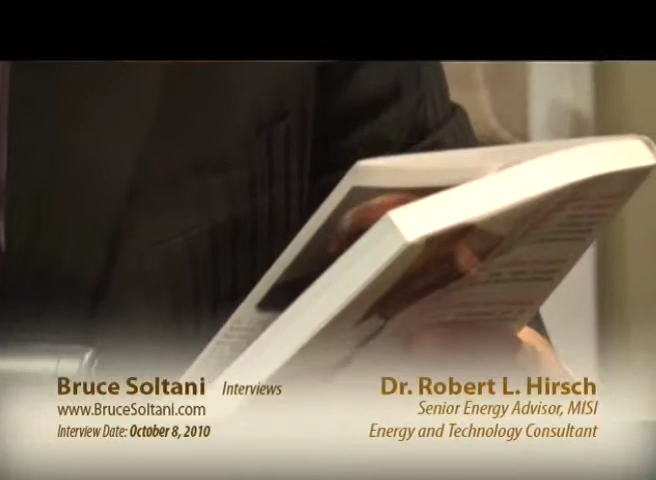 Bruce Soltani Interviews
www.BruceSoltani.com
Interview Date: October 8, 2010
Dr. Robert L. Hirsch
Senior Energy Advisor, MISI
Energy and Technology Consultant